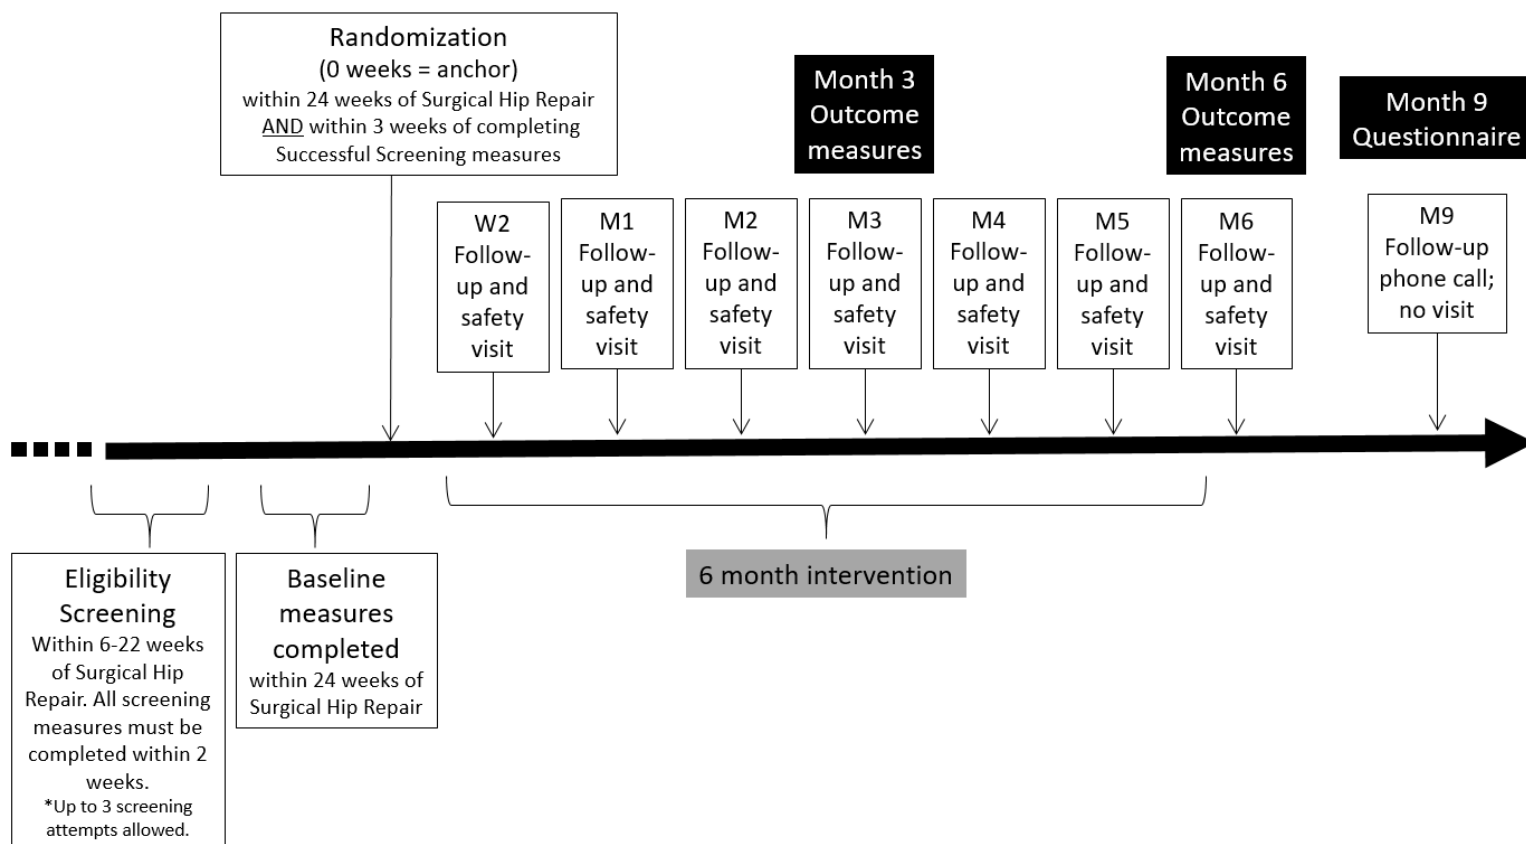 Randomization
(0 weeks = anchor)
within 24 weeks of Surgical Hip Repair
AND within 3 weeks of completing
Successful Screening measures
Month 3
Outcome
measures
Month 6
Outcome
measures
Month 9
Questionnaire
W2
Follow-
up and
safety
visit
M1
Follow-
up and
safety
visit
M2
Follow-
up and
safety
visit
M3
Follow-
up and
safety
visit
M4
Follow-
up and
safety
visit
M5
Follow-
up and
safety
visit
M6
Follow-
up and
safety
visit
M9
Follow-up
phone call;
no visit
Eligibility
Screening
Within 6-22 weeks
of Surgical Hip
Repair. All screening
measures must be
completed within 2
weeks.
*Up to 3 screening
attempts allowed.
Baseline
measures
completed
within 24 weeks of
Surgical Hip Repair
6 month intervention